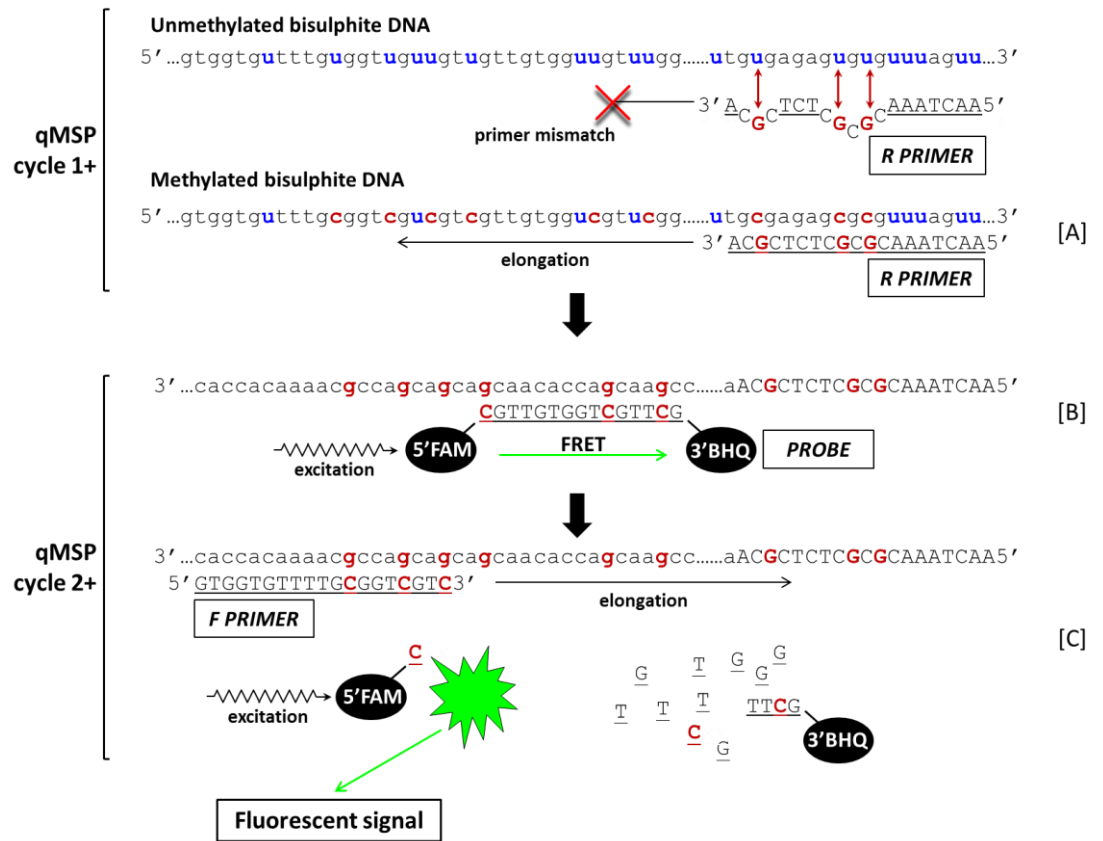 Unmethylated bisulphite DNA
5’…gtggtguutttguggtuguuugtuguugtgtgguuguuugg……utgugagaguguguuuaguu…3’
3’ACGCTCTCGCGCAAATCAA5’
primer mismatch
R PRIMER
qMSP
cycle 1+
Methylated bisulphite DNA
5’…gtggtgutttgcggtcgucgtcgttgtggucgtucgg……utgcgagagcgcguuuaguu…3’
3’ACGCTCTCGCGCAAATCAA5’
[A]
elongation
R PRIMER
3’…caccacaaaacgccagcagcagcaacaccagcaagcc……aACGCTCTCGCGCAAATCAA5’
CGTTGTGGTCGTTCG
[B]
5’FAM
FRET
3’BHQ
PROBE
excitation
qMSP
cycle 2+
3’…caccacaaaacgccagcagcagcaacaccagcaagcc……aACGCTCTCGCGCAAATCAA5’
5’GTGGTGTTTTGCGGTCGTC3’
elongation
F PRIMER
[C]
C
G T G G G
5’FAM
excitation
T T T
TTCG
C G
3’BHQ
Fluorescent signal